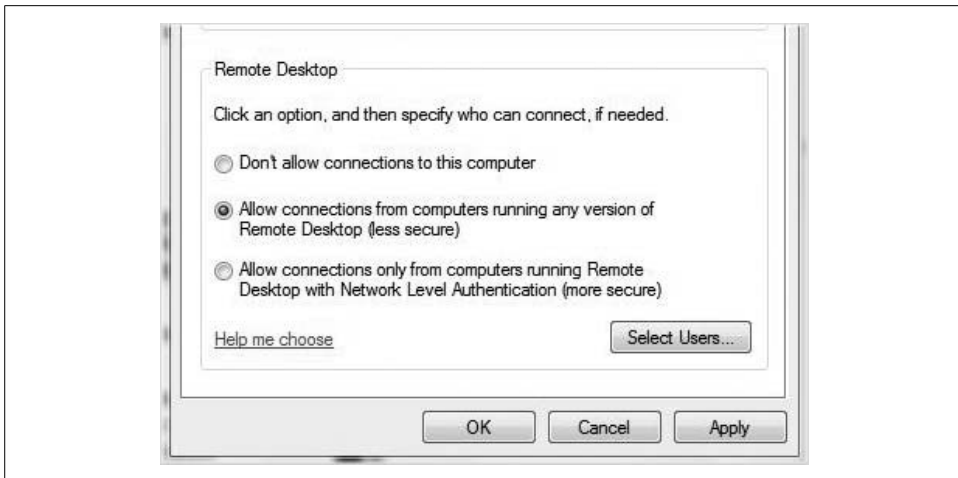 Remote Desktop
Click an option, and then specify who can connect, if needed.
Don't allow connections to this computer
Allow connections from computers running any version of
Remote Desktop (less secure)
Allow connections only from computers running Remote
Desktop with Network Level Authentication (more secure)
Help me choose
Select Users...
OK
Cancel
Apply